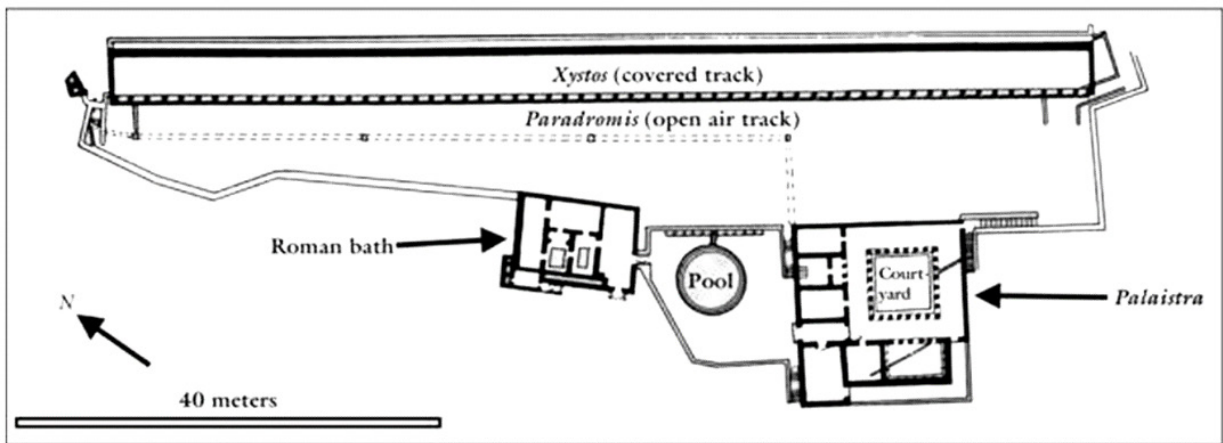 Xystos (covered track)
Paradromis (open air track)
Roman bath
Pool
Court-
yard
Palaistra
N
40 meters